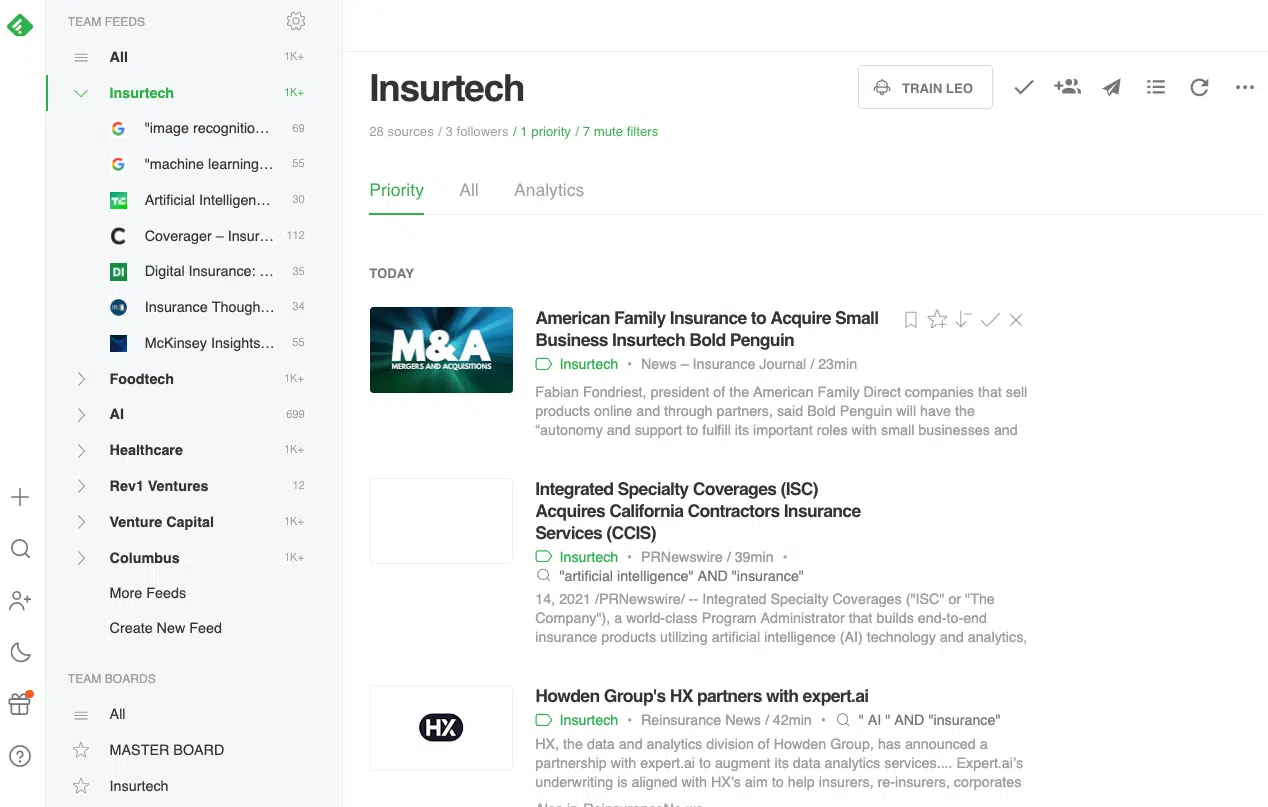 TEAM FEEDS
All 1K+
Insurtech 1K+
"image recognitio… 69
"machine learning… 55
TC Artificial Intelligen… 30
Coverager – Insur… 112
DI Digital Insurance: … 35
Insurance Though… 34
McKinsey Insights… 55
Foodtech 1K+
AI 699
Healthcare 1K+
Rev1 Ventures 12
Venture Capital 1K+
Columbus 1K+
More Feeds
Create New Feed
TEAM BOARDS
All
MASTER BOARD
Insurtech
Insurtech
TRAIN LEO
28 sources / 3 followers / 1 priority / 7 mute filters
Priority All Analytics
TODAY
M&A
MERGERS AND ACQUISITIONS
American Family Insurance to Acquire Small
Business Insurtech Bold Penguin
Insurtech • News – Insurance Journal / 23min
Fabian Fondriest, president of the American Family Direct companies that sell
products online and through partners, said Bold Penguin will have the
“autonomy and support to fulfill its important roles with small businesses and
Integrated Specialty Coverages (ISC)
Acquires California Contractors Insurance
Services (CCIS)
Insurtech • PRNewswire / 39min •
"artificial intelligence" AND "insurance"
14, 2021 /PRNewswire/ -- Integrated Specialty Coverages ("ISC" or "The
Company"), a world-class Program Administrator that builds end-to-end
insurance products utilizing artificial intelligence (AI) technology and analytics,
HX
Howden Group's HX partners with expert.ai
Insurtech • Reinsurance News / 42min • " AI " AND "insurance"
HX, the data and analytics division of Howden Group, has announced a
partnership with expert.ai to augment its data analytics services.... Expert.ai’s
underwriting is aligned with HX’s aim to help insurers, re-insurers, corporates